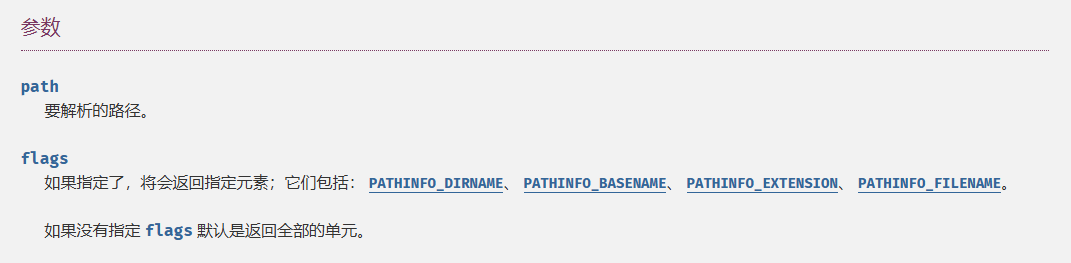 参数
path
要解析的路径。
flags
如果指定了，将会返回指定元素；它们包括： PATHINFO_DIRNAME、 PATHINFO_BASENAME、 PATHINFO_EXTENSION、 PATHINFO_FILENAME。
如果没有指定 flags 默认是返回全部的单元。